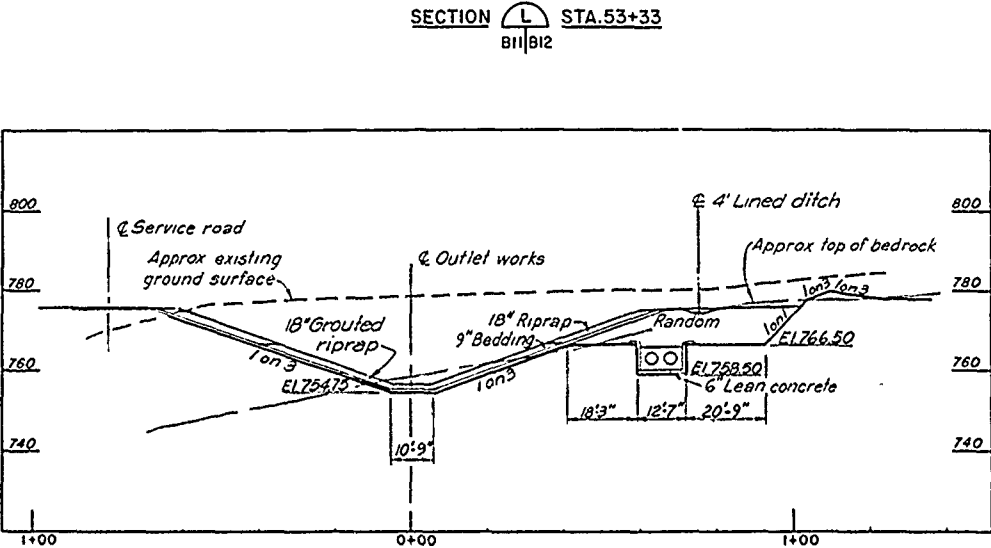 SECTION L STA.53+33
B11 B12
800
800
℄ Service road
℄ 4' Lined ditch
Approx existing
ground surface
℄ Outlet works
Approx top of bedrock
780
780
1on3 1on3
18" Grouted
riprap
18" Riprap
9" Bedding
Random
1on1
El.766.50
1on3
760
760
El.754.75
1on3
El.758.50
6" Lean concrete
18'-3" 12'-7" 20'-9"
740
740
10'-9"
1+00 0+00 1+00